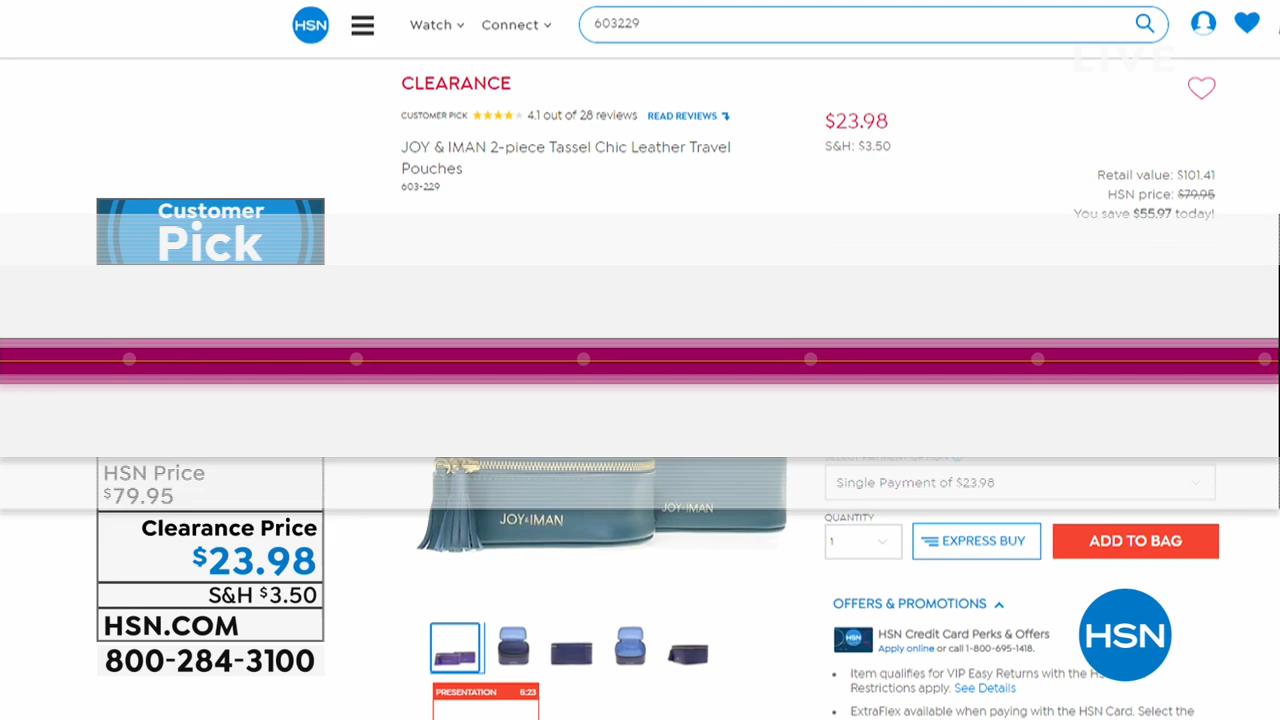 HSN
Watch
Connect
603229
LIVE
CLEARANCE
CUSTOMER PICK 4.1 out of 28 reviews READ REVIEWS
$23.98
S&H: $3.50
JOY & IMAN 2-piece Tassel Chic Leather Travel
Pouches
603-229
Retail value: $101.41
HSN price: $79.95
You save $55.97 today!
Customer
Pick
HSN Price
$79.95
Clearance Price
$23.98
S&H $3.50
HSN.COM
800-284-3100
JOY&IMAN
JOY&IMAN
SELECT PAYMENT OPTION
Single Payment of $23.98
QUANTITY
1
EXPRESS BUY
ADD TO BAG
OFFERS & PROMOTIONS
HSN
HSN Credit Card Perks & Offers
Apply online or call 1-800-695-1418.
HSN
• Item qualifies for VIP Easy Returns with the
Restrictions apply. See Details
• ExtraFlex available when paying with the HSN Card. Select the
PRESENTATION 5:23